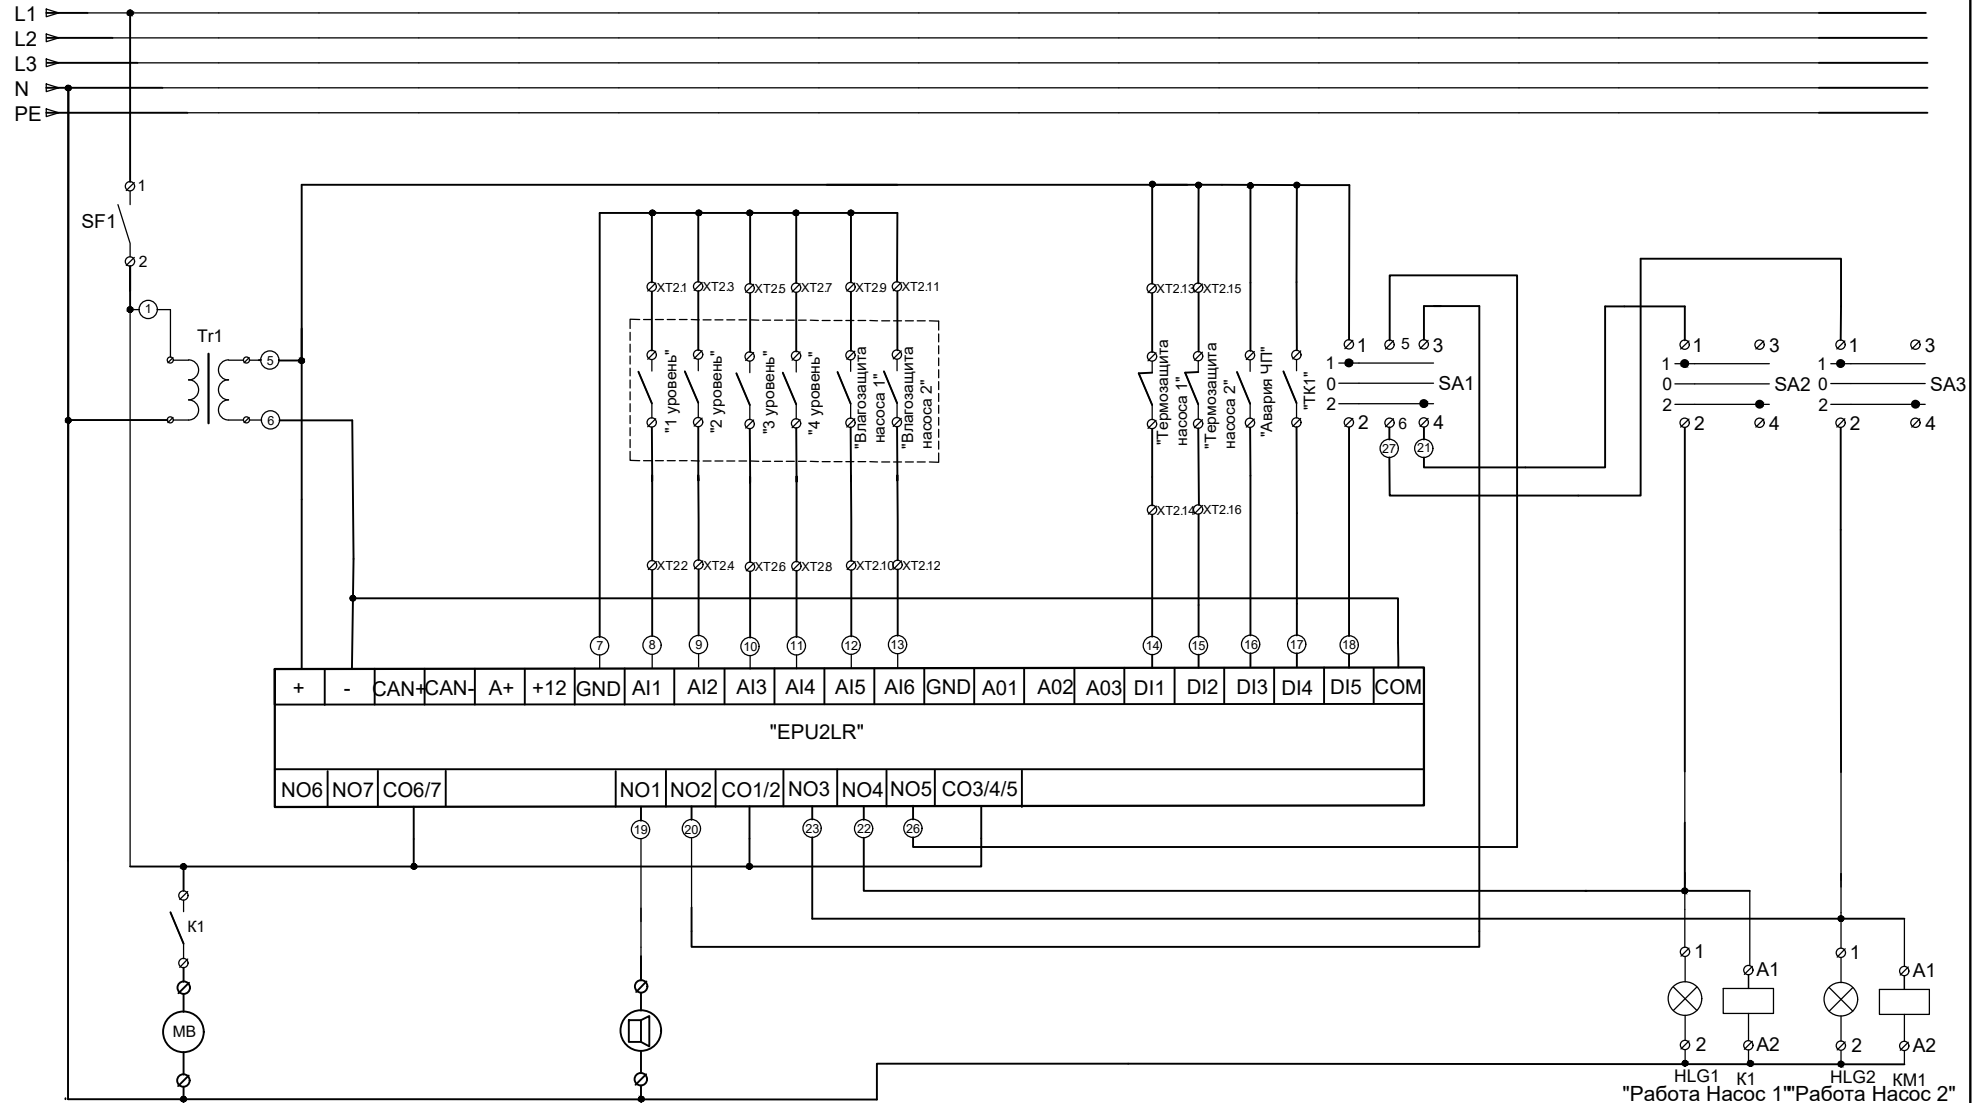 L1
L2
L3
N
PE
SF1
1
2
1
Tr1
5
6
XT2.1 XT2.3 XT2.5 XT2.7 XT2.9 XT2.11
"1 уровень"
"2 уровень"
"3 уровень"
"4 уровень"
"Влагозащита
насоса 1"
"Влагозащита
насоса 2"
XT2.2 XT2.4 XT2.6 XT2.8 XT2.10 XT2.12
XT2.13 XT2.15
"Термозащита
насоса 1"
"Термозащита
насоса 2"
"Авария ЧП"
"ТК1"
XT2.14 XT2.16
1 5 3
1
0
2
SA1
2 6 4
27 21
1 3
1
0
2
SA2
2 4
1 3
1
0
2
SA3
2 4
7 8 9 10 11 12 13 14 15 16 17 18
+ - CAN+ CAN- A+ +12 GND AI1 AI2 AI3 AI4 AI5 AI6 GND A01 A02 A03 DI1 DI2 DI3 DI4 DI5 COM
"EPU2LR"
NO6 NO7 CO6/7 NO1 NO2 CO1/2 NO3 NO4 NO5 CO3/4/5
19 20 23 22 26
K1
МВ
1 A1 1 A1
2 A2 2 A2
HLG1 K1 HLG2 KM1
"Работа Насос 1" "Работа Насос 2"